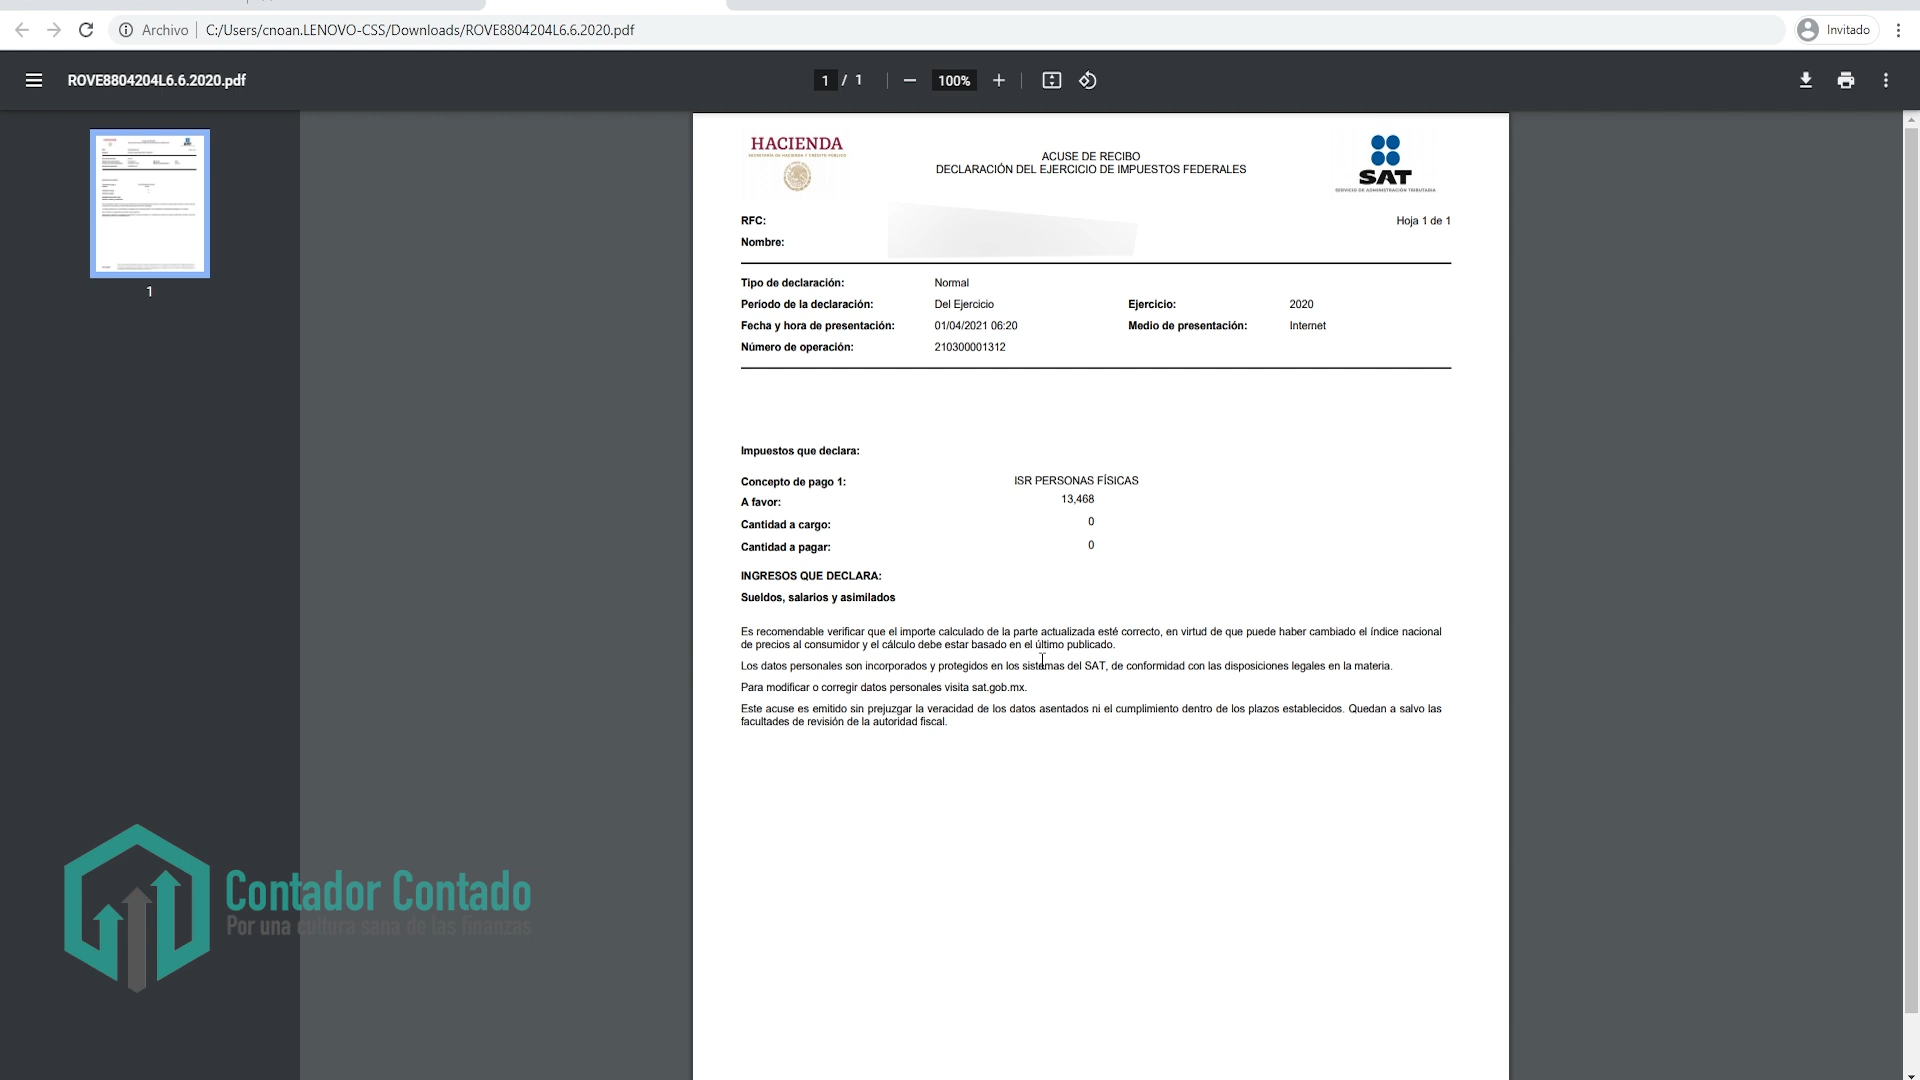 Archivo
C:/Users/cnoan.LENOVO-CSS/Downloads/ROVE8804204L6.6.2020.pdf
Invitado
ROVE8804204L6.6.2020.pdf
1 / 1
100%
1
HACIENDA
SECRETARÍA DE HACIENDA Y CRÉDITO PÚBLICO
ACUSE DE RECIBO
DECLARACIÓN DEL EJERCICIO DE IMPUESTOS FEDERALES
SAT
SERVICIO DE ADMINISTRACIÓN TRIBUTARIA
RFC:
Hoja 1 de 1
Nombre:
Tipo de declaración: Normal
Período de la declaración: Del Ejercicio Ejercicio: 2020
Fecha y hora de presentación: 01/04/2021 06:20 Medio de presentación: Internet
Número de operación: 210300001312
Impuestos que declara:
Concepto de pago 1: ISR PERSONAS FÍSICAS
A favor: 13,468
Cantidad a cargo: 0
Cantidad a pagar: 0
INGRESOS QUE DECLARA:
Sueldos, salarios y asimilados
Es recomendable verificar que el importe calculado de la parte actualizada esté correcto, en virtud de que puede haber cambiado el índice nacional
de precios al consumidor y el cálculo debe estar basado en el último publicado.
Los datos personales son incorporados y protegidos en los sistemas del SAT, de conformidad con las disposiciones legales en la materia.
Para modificar o corregir datos personales visita sat.gob.mx.
Este acuse es emitido sin prejuzgar la veracidad de los datos asentados ni el cumplimiento dentro de los plazos establecidos. Quedan a salvo las
facultades de revisión de la autoridad fiscal.
Contador Contado
Por una cultura sana de las finanzas